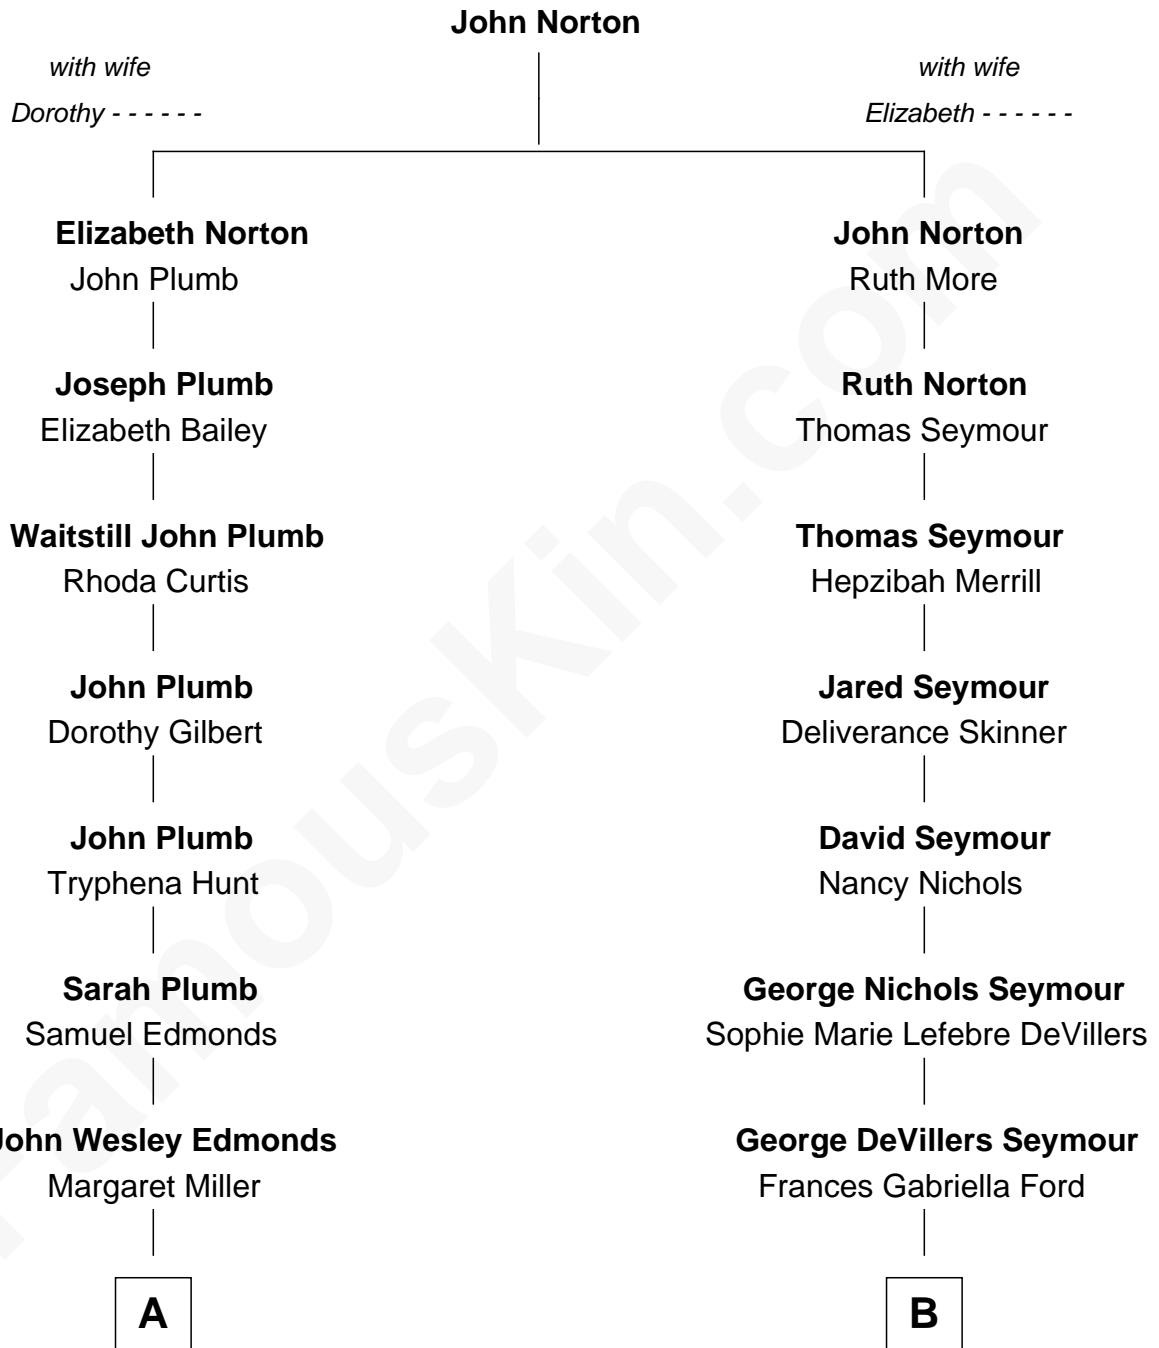 John Norton
with wife
Dorothy - - - - - -
with wife
Elizabeth - - - - - -
Elizabeth Norton
John Plumb
John Norton
Ruth More
Joseph Plumb
Elizabeth Bailey
Ruth Norton
Thomas Seymour
Waitstill John Plumb
Rhoda Curtis
Thomas Seymour
Hepzibah Merrill
John Plumb
Dorothy Gilbert
Jared Seymour
Deliverance Skinner
John Plumb
Tryphena Hunt
David Seymour
Nancy Nichols
Sarah Plumb
Samuel Edmonds
George Nichols Seymour
Sophie Marie Lefebre DeVillers
John Wesley Edmonds
Margaret Miller
George DeVillers Seymour
Frances Gabriella Ford
A
B
FamousKin.com